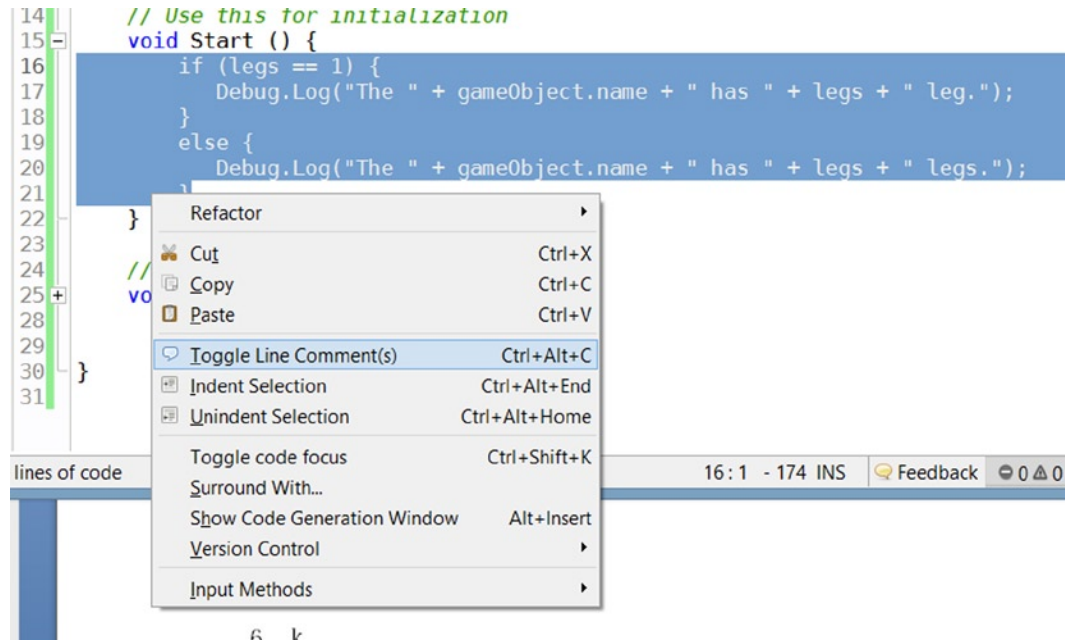 14 // Use this for initialization
15 void Start () {
16 if (legs == 1) {
17 Debug.Log("The " + gameObject.name + " has " + legs + " leg.");
18 }
19 else {
20 Debug.Log("The " + gameObject.name + " has " + legs + " legs.");
21 }
22 }
23
24 //
25 vo
28
29
30 }
31
Refactor
Cut Ctrl+X
Copy Ctrl+C
Paste Ctrl+V
Toggle Line Comment(s) Ctrl+Alt+C
Indent Selection Ctrl+Alt+End
Unindent Selection Ctrl+Alt+Home
Toggle code focus Ctrl+Shift+K
Surround With...
Show Code Generation Window Alt+Insert
Version Control
Input Methods
lines of code 16:1 - 174 INS Feedback 0 0